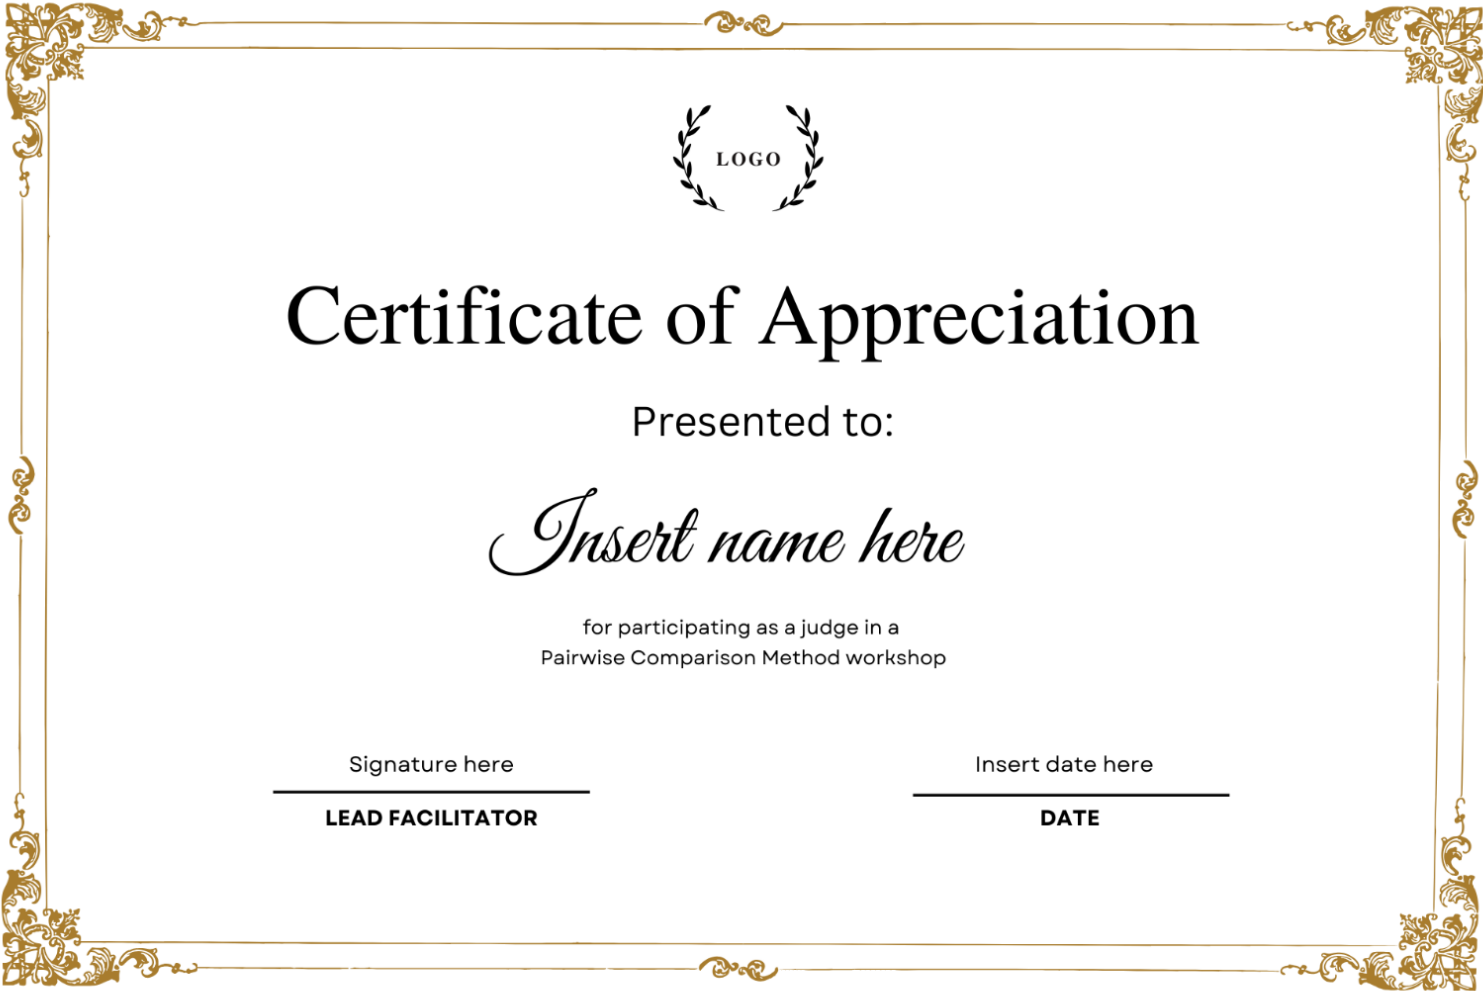 LOGO
Certificate of Appreciation
Presented to:
Insert name here
for participating as a judge in a
Pairwise Comparison Method workshop
Signature here
LEAD FACILITATOR
Insert date here
DATE